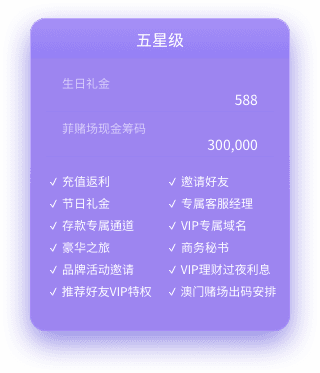 五星级
生日礼金
588
菲赌场现金筹码
300,000
✓ 充值返利
✓ 邀请好友
✓ 节日礼金
✓ 专属客服经理
✓ 存款专属通道
✓ VIP专属域名
✓ 豪华之旅
✓ 商务秘书
✓ 品牌活动邀请
✓ VIP理财过夜利息
✓ 推荐好友VIP特权
✓ 澳门赌场出码安排